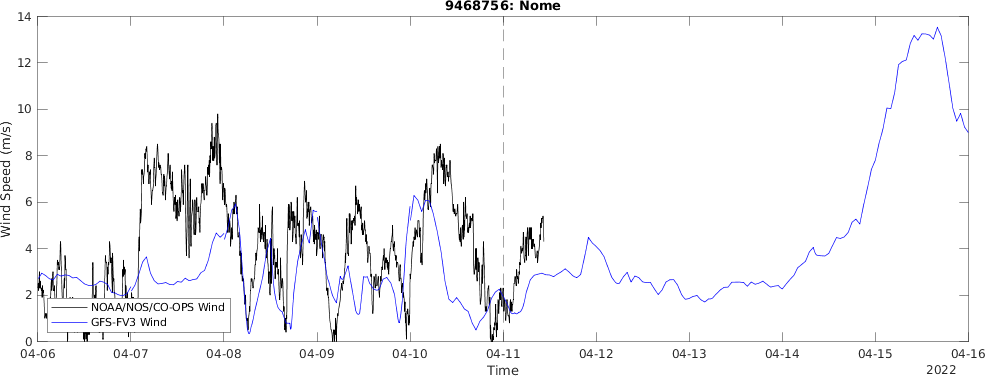 9468756: Nome
14
12
10
8
6
4
2
0
Wind Speed (m/s)
NOAA/NOS/CO-OPS Wind
GFS-FV3 Wind
04-06 04-07 04-08 04-09 04-10 04-11 04-12 04-13 04-14 04-15 04-16
Time
2022